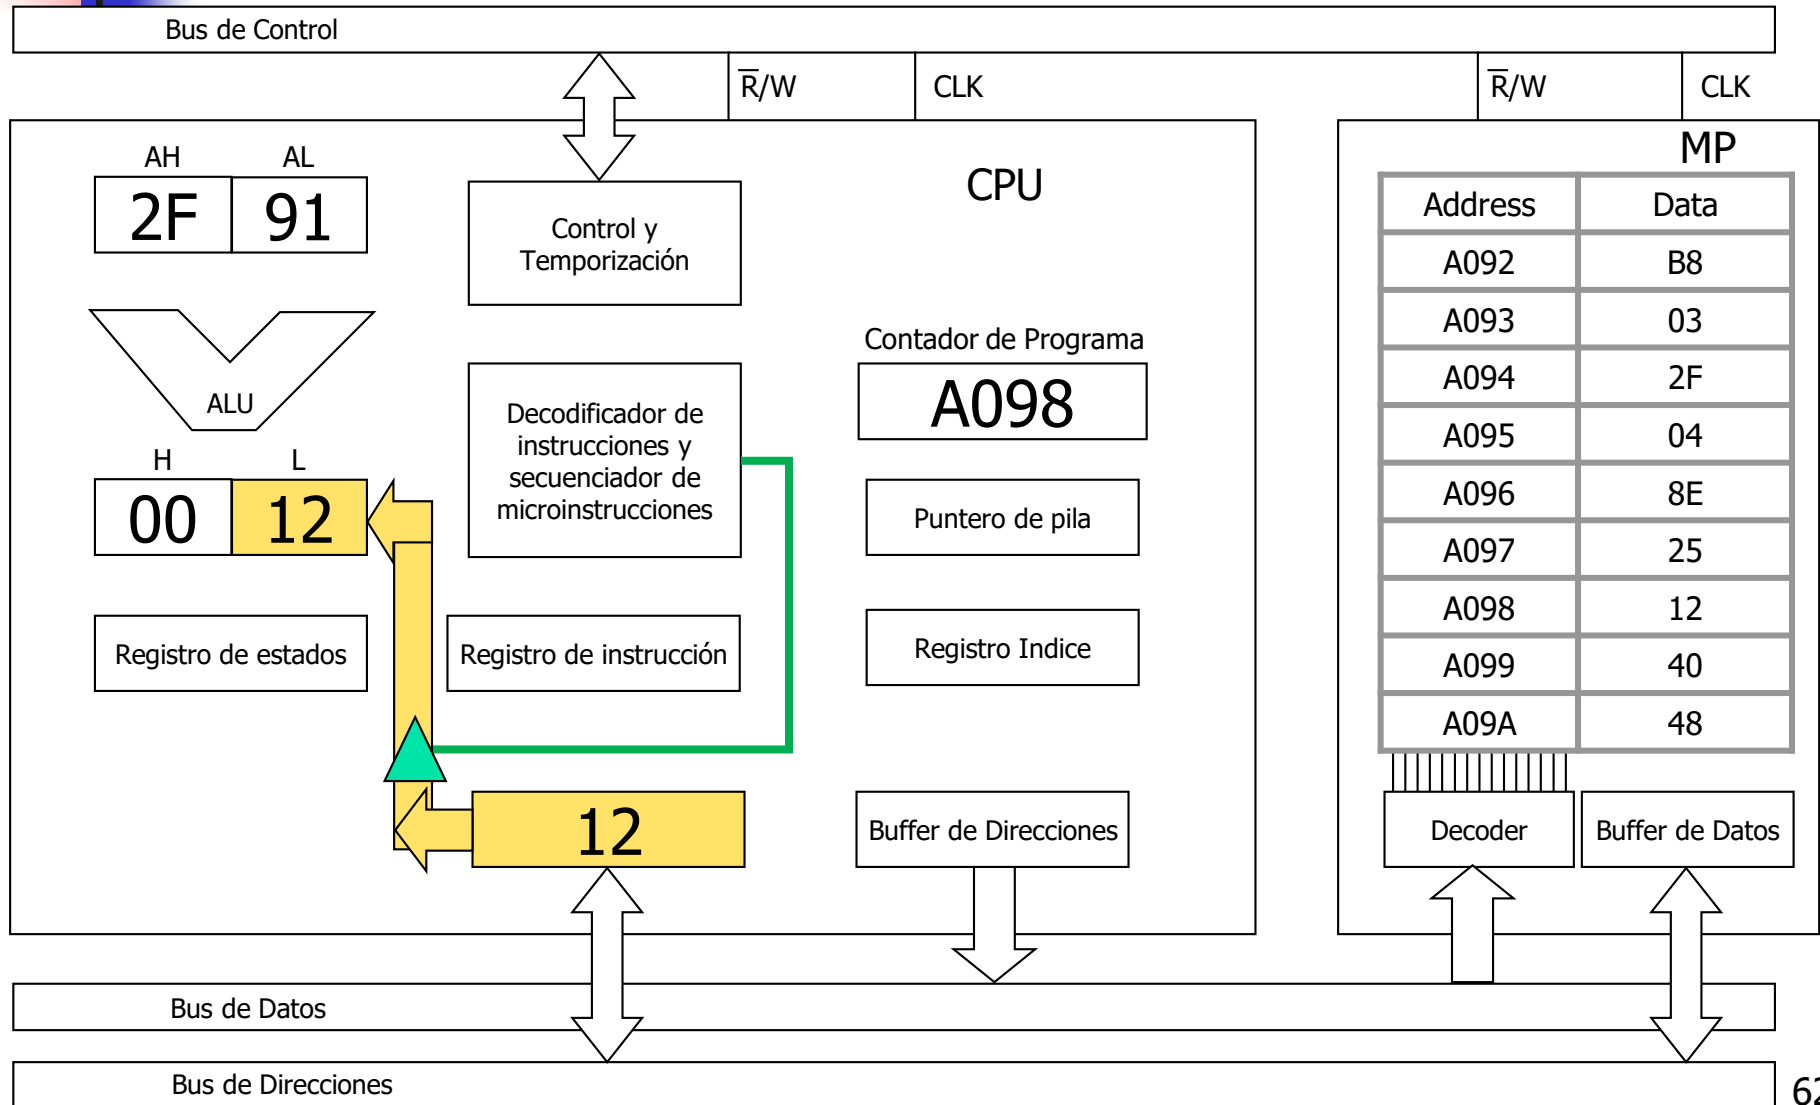 Bus de Control
R̅/W
CLK
R̅/W
CLK
AH
AL
2F
91
Control y
Temporización
CPU
MP
Address
Data
A092
B8
A093
03
A094
2F
A095
04
A096
8E
A097
25
A098
12
A099
40
A09A
48
ALU
Decodificador de
instrucciones y
secuenciador de
microinstrucciones
Contador de Programa
A098
H
L
00
12
Puntero de pila
Registro de estados
Registro de instrucción
Registro Indice
12
Buffer de Direcciones
Decoder
Buffer de Datos
Bus de Datos
Bus de Direcciones
62